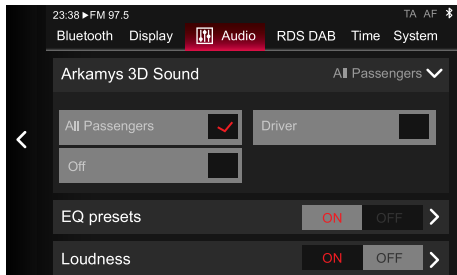 23:38 ▶ FM 97.5 TA AF
Bluetooth Display Audio RDS DAB Time System
Arkamys 3D Sound All Passengers
All Passengers Driver
Off
EQ presets ON OFF
Loudness ON OFF